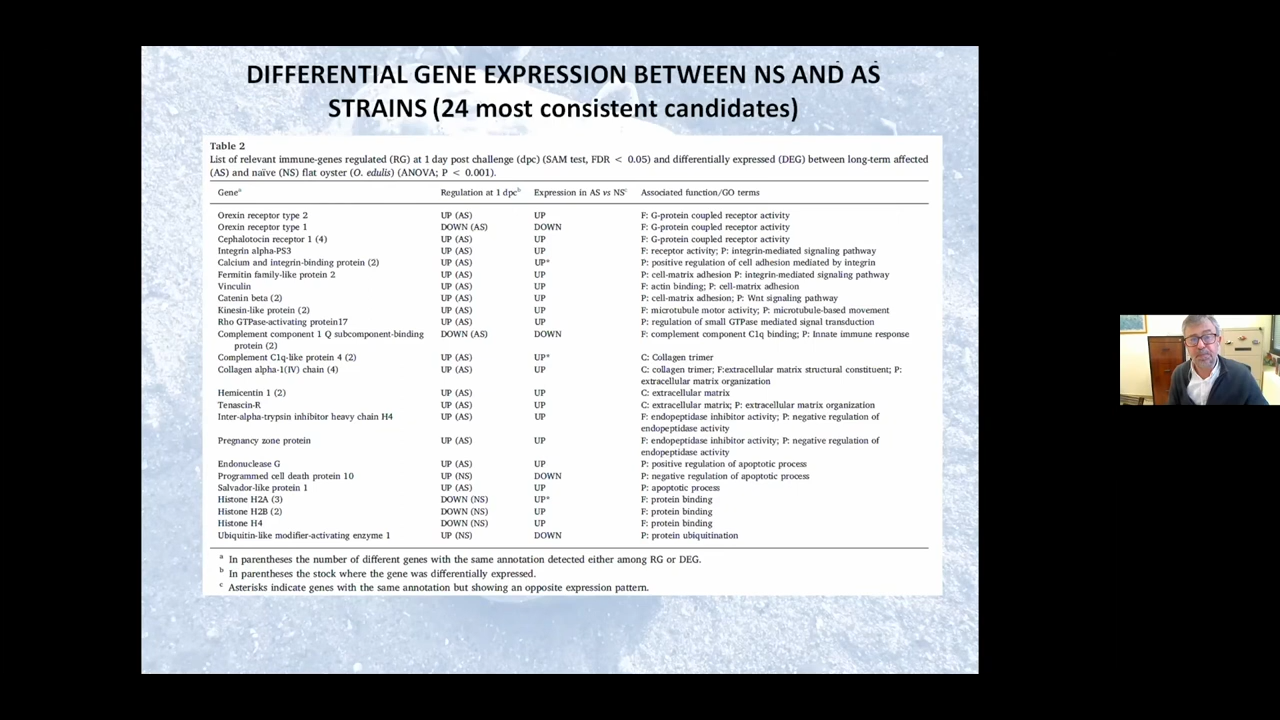 DIFFERENTIAL GENE EXPRESSION BETWEEN NS AND AS
STRAINS (24 most consistent candidates)
Table 2
List of relevant immune-genes regulated (RG) at 1 day post challenge (dpc) (SAM test, FDR < 0.05) and differentially expressed (DEG) between long-term affected
(AS) and naïve (NS) flat oyster (O. edulis) (ANOVA; P < 0.001).
Geneᵃ Regulation at 1 dpcᵇ Expression in AS vs NSᶜ Associated function/GO terms
Orexin receptor type 2 UP (AS) UP F: G-protein coupled receptor activity
Orexin receptor type 1 DOWN (AS) DOWN F: G-protein coupled receptor activity
Cephalotocin receptor 1 (4) UP (AS) UP F: G-protein coupled receptor activity
Integrin alpha-PS3 UP (AS) UP F: receptor activity; P: integrin-mediated signaling pathway
Calcium and integrin-binding protein (2) UP (AS) UP* P: positive regulation of cell adhesion mediated by integrin
Fermitin family-like protein 2 UP (AS) UP P: cell-matrix adhesion P: integrin-mediated signaling pathway
Vinculin UP (AS) UP F: actin binding; P: cell-matrix adhesion
Catenin beta (2) UP (AS) UP P: cell-matrix adhesion; P: Wnt signaling pathway
Kinesin-like protein (2) UP (AS) UP F: microtubule motor activity; P: microtubule-based movement
Rho GTPase-activating protein17 UP (AS) UP P: regulation of small GTPase mediated signal transduction
Complement component 1 Q subcomponent-binding DOWN (AS) DOWN F: complement component C1q binding; P: Innate immune response
protein (2)
Complement C1q-like protein 4 (2) UP (AS) UP* C: Collagen trimer
Collagen alpha-1(IV) chain (4) UP (AS) UP C: collagen trimer; F:extracellular matrix structural constituent; P:
extracellular matrix organization
Hemicentin 1 (2) UP (AS) UP C: extracellular matrix
Tenascin-R UP (AS) UP C: extracellular matrix; P: extracellular matrix organization
Inter-alpha-trypsin inhibitor heavy chain H4 UP (AS) UP F: endopeptidase inhibitor activity; P: negative regulation of
endopeptidase activity
Pregnancy zone protein UP (AS) UP F: endopeptidase inhibitor activity; P: negative regulation of
endopeptidase activity
Endonuclease G UP (AS) UP P: positive regulation of apoptotic process
Programmed cell death protein 10 UP (NS) DOWN P: negative regulation of apoptotic process
Salvador-like protein 1 UP (AS) UP P: apoptotic process
Histone H2A (3) DOWN (NS) UP* F: protein binding
Histone H2B (2) DOWN (NS) UP F: protein binding
Histone H4 DOWN (NS) UP F: protein binding
Ubiquitin-like modifier-activating enzyme 1 UP (NS) DOWN P: protein ubiquitination
ᵃ In parentheses the number of different genes with the same annotation detected either among RG or DEG.
ᵇ In parentheses the stock where the gene was differentially expressed.
ᶜ Asterisks indicate genes with the same annotation but showing an opposite expression pattern.